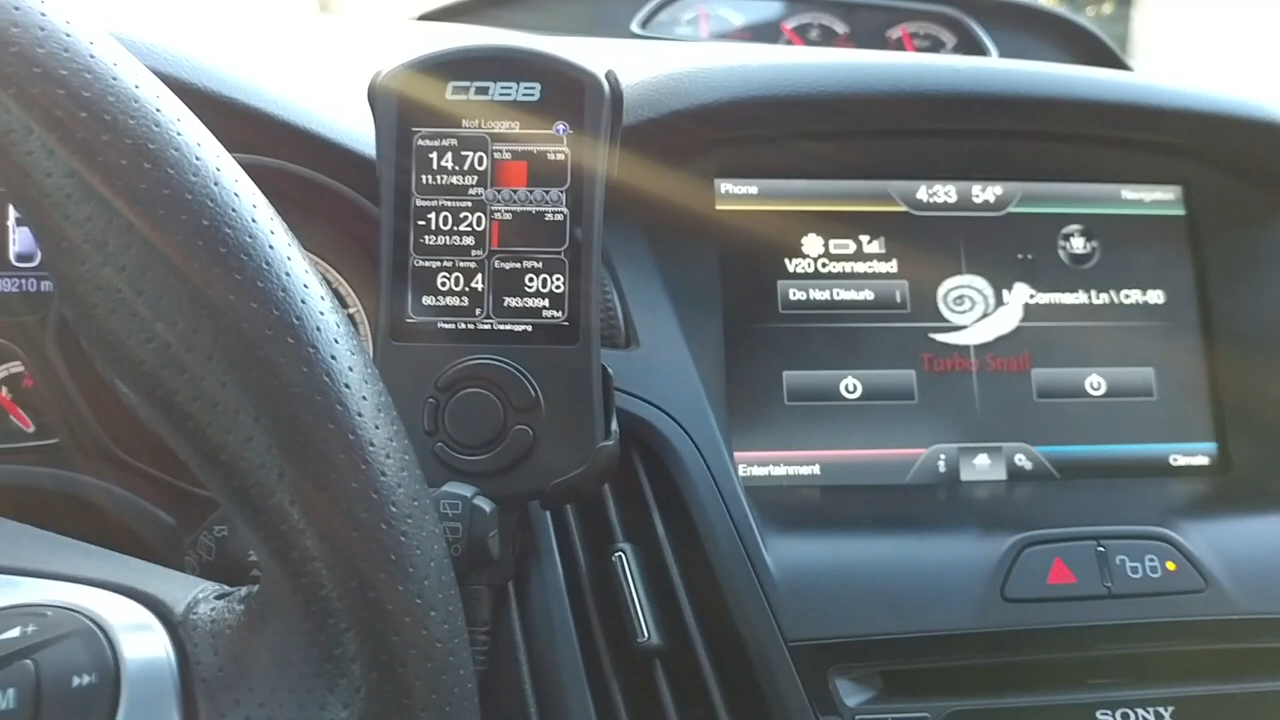 COBB
Not Logging
Actual AFR
14.70
11.17/43.07
AFR
10.00 19.99
Boost Pressure
-10.20
-12.01/3.86
psi
-15.00 25.00
Charge Air Temp.
60.4
60.3/69.3
F
Engine RPM
908
793/3094
RPM
Press Ok to Start Datalogging
Phone
4:33 54°
Navigation
V20 Connected
Do Not Disturb
Cormack Ln \ CR-60
Turbo Snail
W
i
Entertainment
Climate
39210 m
M
SONY